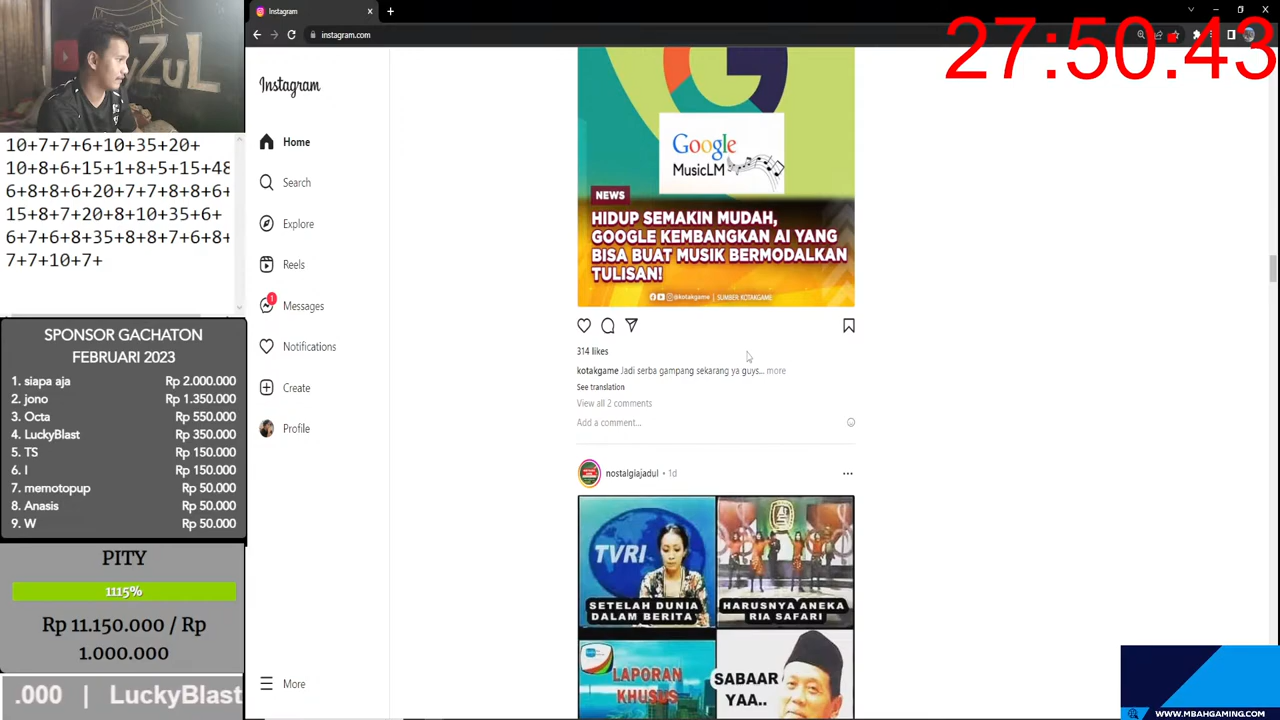 ZUL
10+7+7+6+10+35+20+
10+8+6+15+1+8+5+15+48
6+8+8+6+20+7+7+8+8+6+
15+8+7+20+8+10+35+6+
6+7+6+8+35+8+8+7+6+8+
7+7+10+7+
SPONSOR GACHATON
FEBRUARI 2023
1. siapa aja Rp 2.000.000
2. jono Rp 1.350.000
3. Octa Rp 550.000
4. LuckyBlast Rp 350.000
5. TS Rp 150.000
6. I Rp 150.000
7. memotopup Rp 50.000
8. Anasis Rp 50.000
9. W Rp 50.000
PITY
1115%
Rp 11.150.000 / Rp
1.000.000
.000 | LuckyBlast
Instagram
instagram.com
27:50:43
Instagram
Home
Search
Explore
Reels
1
Messages
Notifications
Create
Profile
More
Google
MusicLM
NEWS
HIDUP SEMAKIN MUDAH,
GOOGLE KEMBANGKAN AI YANG
BISA BUAT MUSIK BERMODALKAN
TULISAN!
@kotakgame | SUMBER: KOTAKGAME
314 likes
kotakgame Jadi serba gampang sekarang ya guys... more
See translation
View all 2 comments
Add a comment...
nostalgiajadul • 1d
TVRI
SETELAH DUNIA
DALAM BERITA
HARUSNYA ANEKA
RIA SAFARI
LAPORAN
KHUSUS
SABAAR
YAA..
WWW.MBAHGAMING.COM